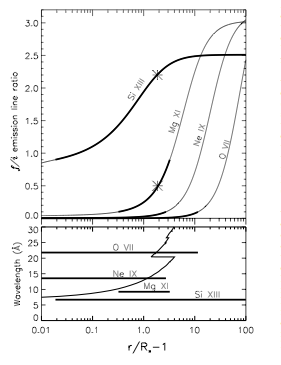 f/i emission line ratio
3.0
2.5
2.0
1.5
1.0
0.5
0.0
Si XIII
Mg XI
Ne IX
O VII
Wavelength (Å)
30
25
20
15
10
5
0
O VII
Ne IX
Mg XI
Si XIII
0.01
0.1
1.0
10
100
r/R*-1